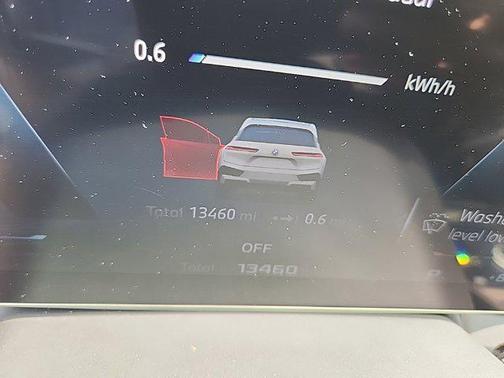 0.6
kWh/h
Total 13460 mi 0.6
Wash
level low
OFF
Total 13460
P